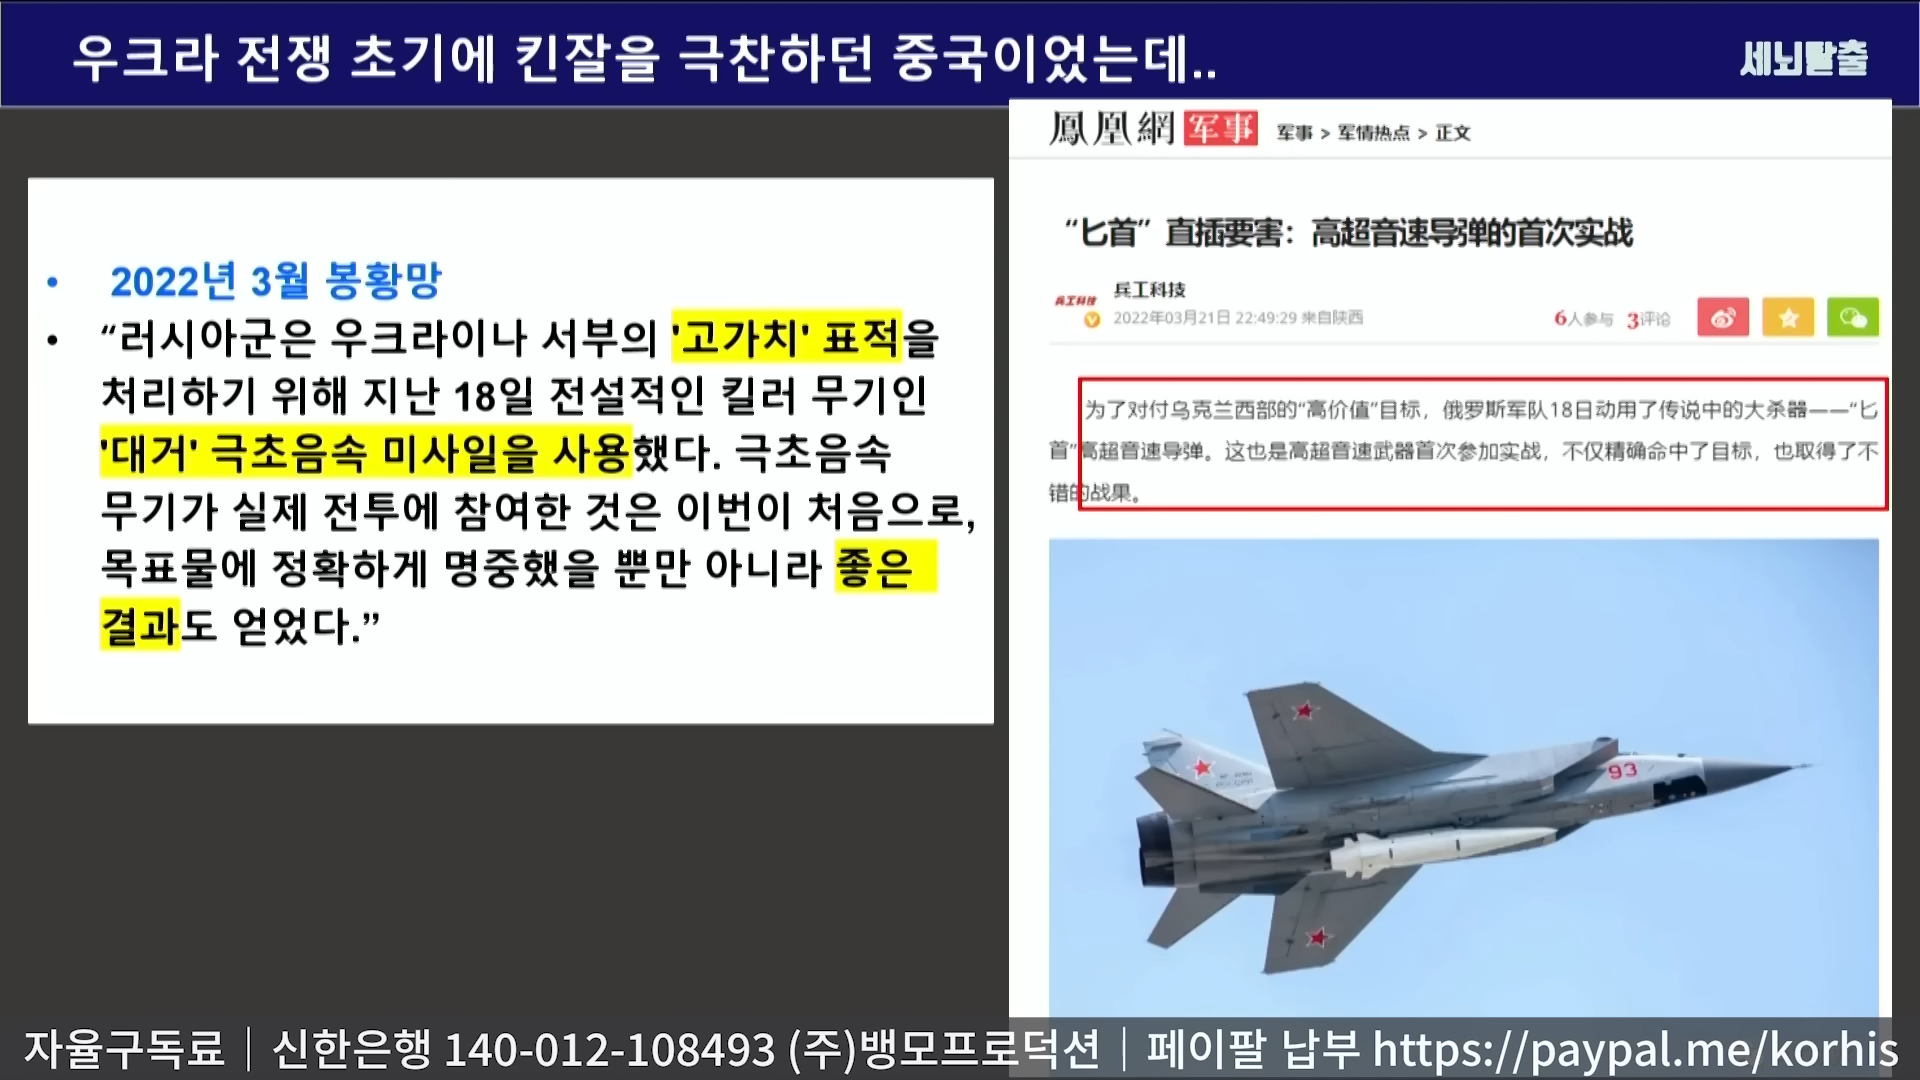 우크라 전쟁 초기에 킨잘을 극찬하던 중국이었는데..
세뇌탈출
• 2022년 3월 봉황망
• “러시아군은 우크라이나 서부의 '고가치' 표적을
처리하기 위해 지난 18일 전설적인 킬러 무기인
'대거' 극초음속 미사일을 사용했다. 극초음속
무기가 실제 전투에 참여한 것은 이번이 처음으로,
목표물에 정확하게 명중했을 뿐만 아니라 좋은
결과도 얻었다.”
鳳凰網 军事 军事 > 军情热点 > 正文
“匕首”直插要害：高超音速导弹的首次实战
兵工科技
兵工科技
2022年03月21日 22:49:29 来自陕西
6人参与 3评论
为了对付乌克兰西部的“高价值”目标，俄罗斯军队18日动用了传说中的大杀器——“匕
首”高超音速导弹。这也是高超音速武器首次参加实战，不仅精确命中了目标，也取得了不
错的战果。
93
자율구독료｜신한은행 140-012-108493 (주)뱅모프로덕션｜페이팔 납부 https://paypal.me/korhis